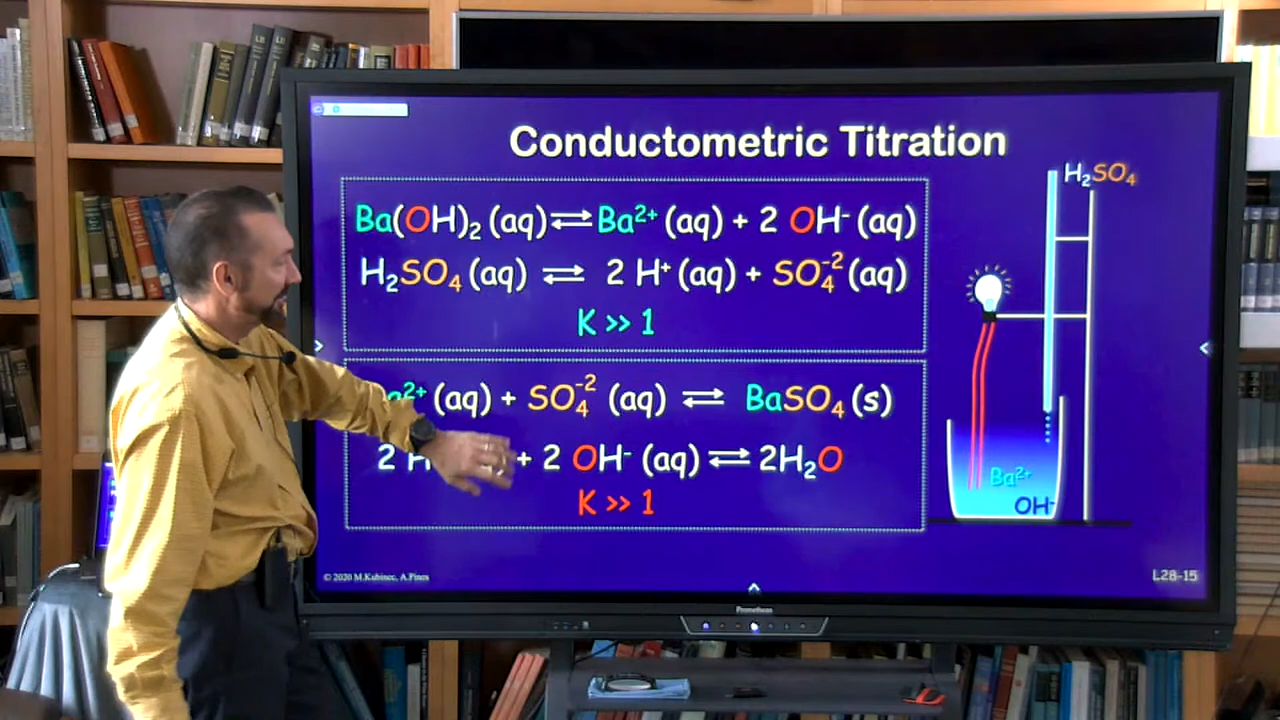 Conductometric Titration
H₂SO₄
Ba(OH)₂ (aq) ⇌ Ba²⁺ (aq) + 2 OH⁻ (aq)
H₂SO₄ (aq) ⇌ 2 H⁺ (aq) + SO₄⁻² (aq)
K >> 1
²⁺ (aq) + SO₄⁻² (aq) ⇌ BaSO₄ (s)
2 H + 2 OH⁻ (aq) ⇌ 2H₂O
K >> 1
Ba²⁺
OH⁻
© 2020 M.Kubinec, A.Pines
L28-15
Promethean